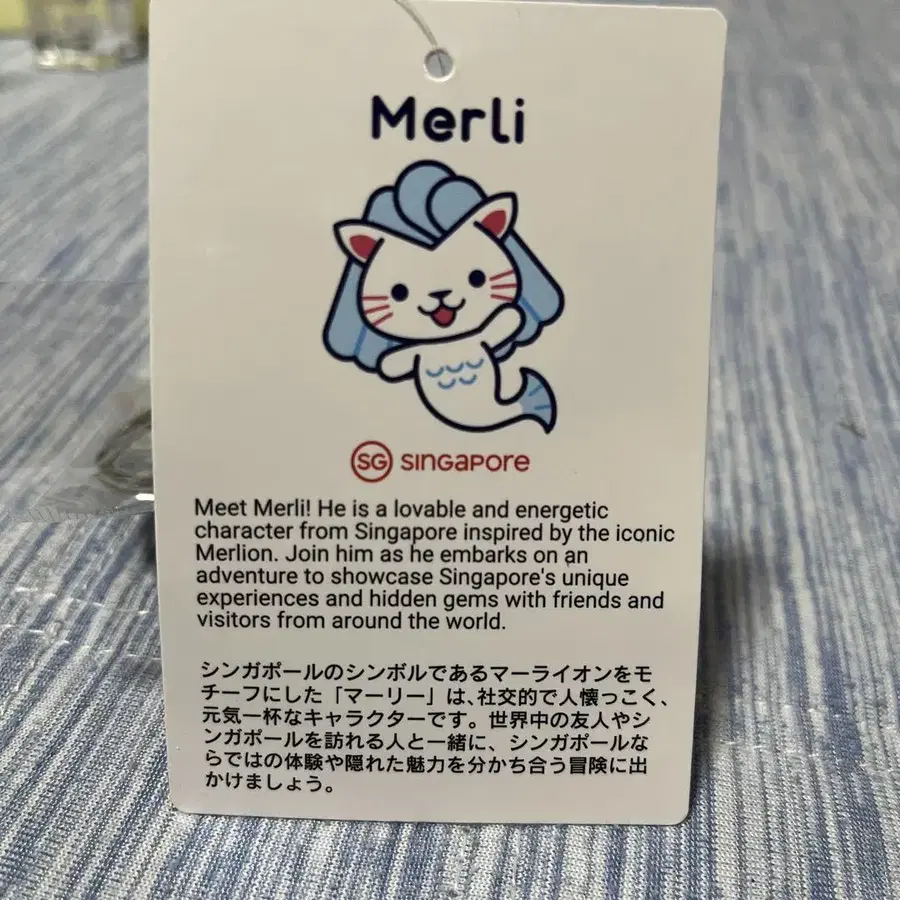 Merli
SG SINGAPORE
Meet Merli! He is a lovable and energetic
character from Singapore inspired by the iconic
Merlion. Join him as he embarks on an
adventure to showcase Singapore's unique
experiences and hidden gems with friends and
visitors from around the world.
シンガポールのシンボルであるマーライオンをモ
チーフにした「マーリー」は、社交的で人懐っこく、
元気一杯なキャラクターです。世界中の友人やシ
ンガポールを訪れる人と一緒に、シンガポールな
らではの体験や隠れた魅力を分かち合う冒険に出
かけましょう。